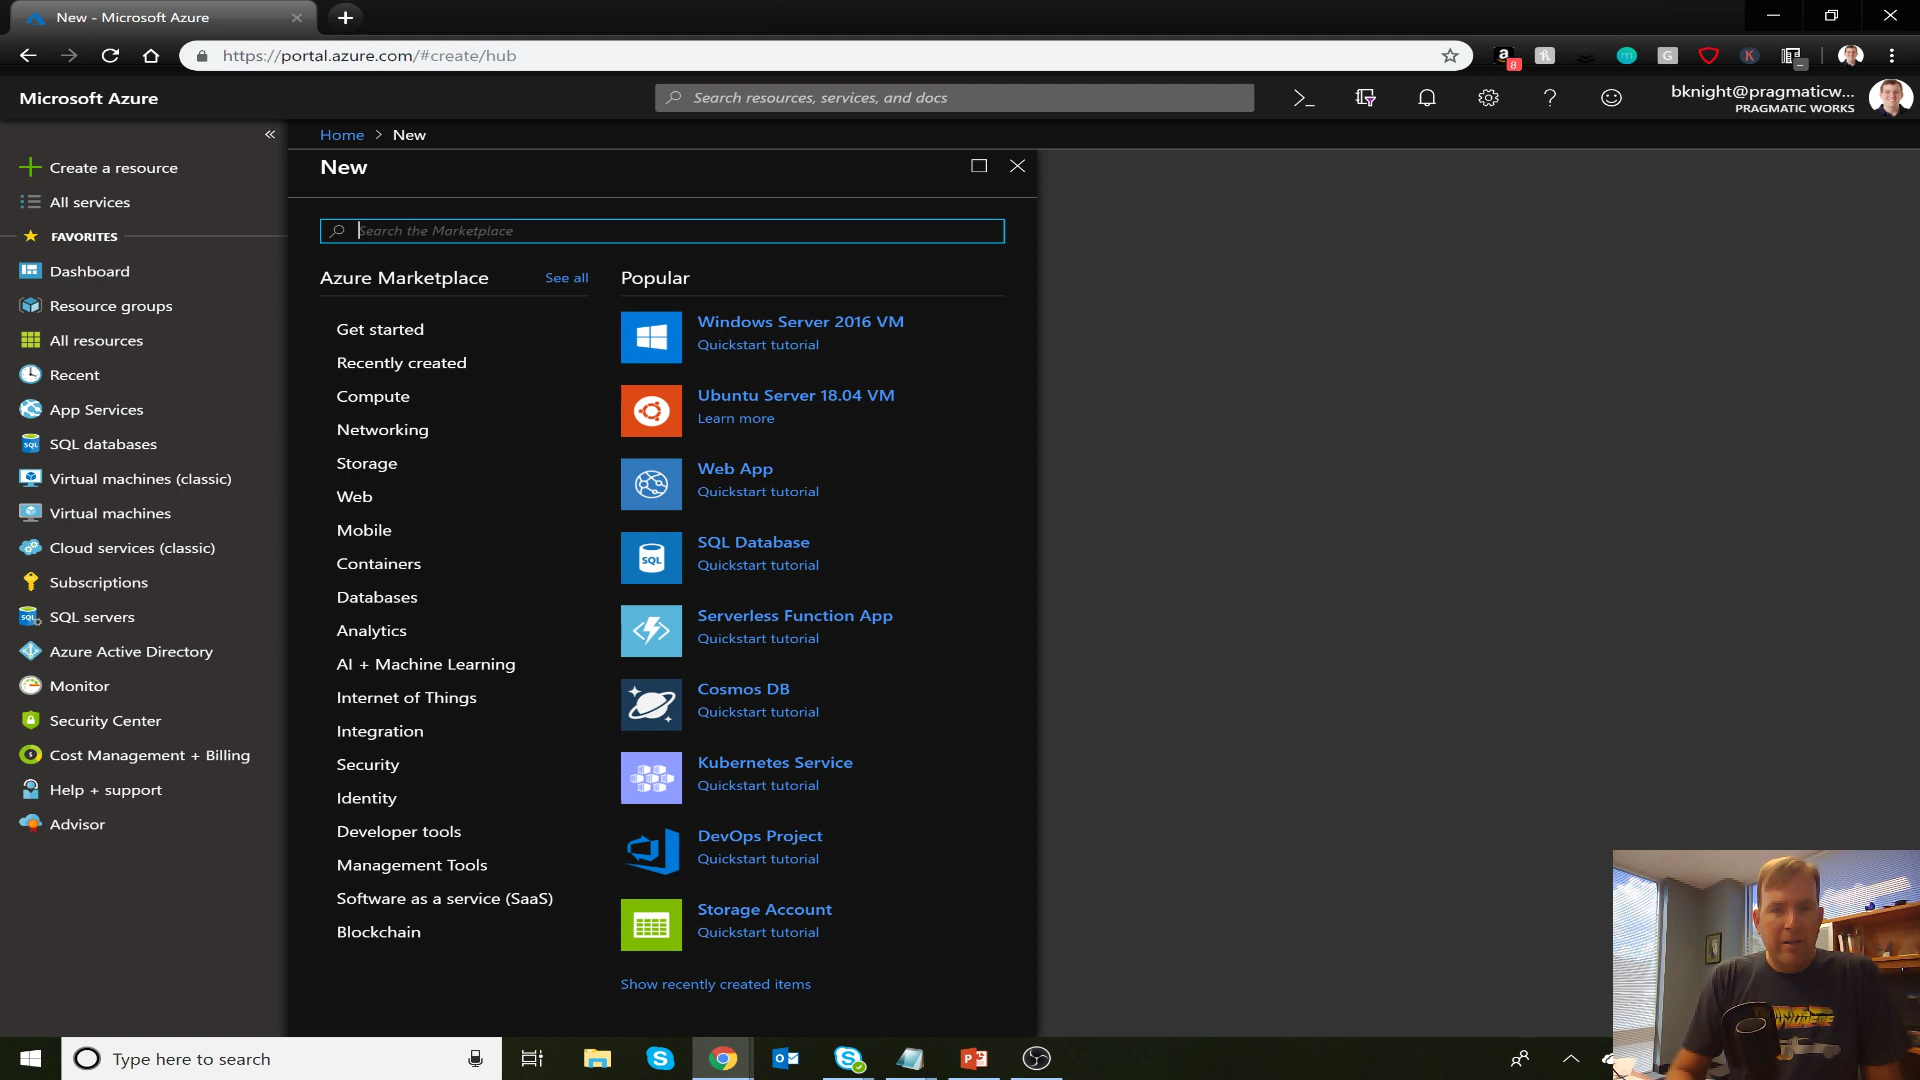 New - Microsoft Azure
https://portal.azure.com/#create/hub
8
Microsoft Azure
Search resources, services, and docs
bknight@pragmaticw...
PRAGMATIC WORKS
Home > New
Create a resource
All services
FAVORITES
Dashboard
Resource groups
All resources
Recent
App Services
SQL databases
Virtual machines (classic)
Virtual machines
Cloud services (classic)
Subscriptions
SQL servers
Azure Active Directory
Monitor
Security Center
Cost Management + Billing
Help + support
Advisor
New
Search the Marketplace
Azure Marketplace
See all
Get started
Recently created
Compute
Networking
Storage
Web
Mobile
Containers
Databases
Analytics
AI + Machine Learning
Internet of Things
Integration
Security
Identity
Developer tools
Management Tools
Software as a service (SaaS)
Blockchain
Popular
Windows Server 2016 VM
Quickstart tutorial
Ubuntu Server 18.04 VM
Learn more
Web App
Quickstart tutorial
SQL
SQL Database
Quickstart tutorial
Serverless Function App
Quickstart tutorial
Cosmos DB
Quickstart tutorial
Kubernetes Service
Quickstart tutorial
DevOps Project
Quickstart tutorial
Storage Account
Quickstart tutorial
Show recently created items
Type here to search